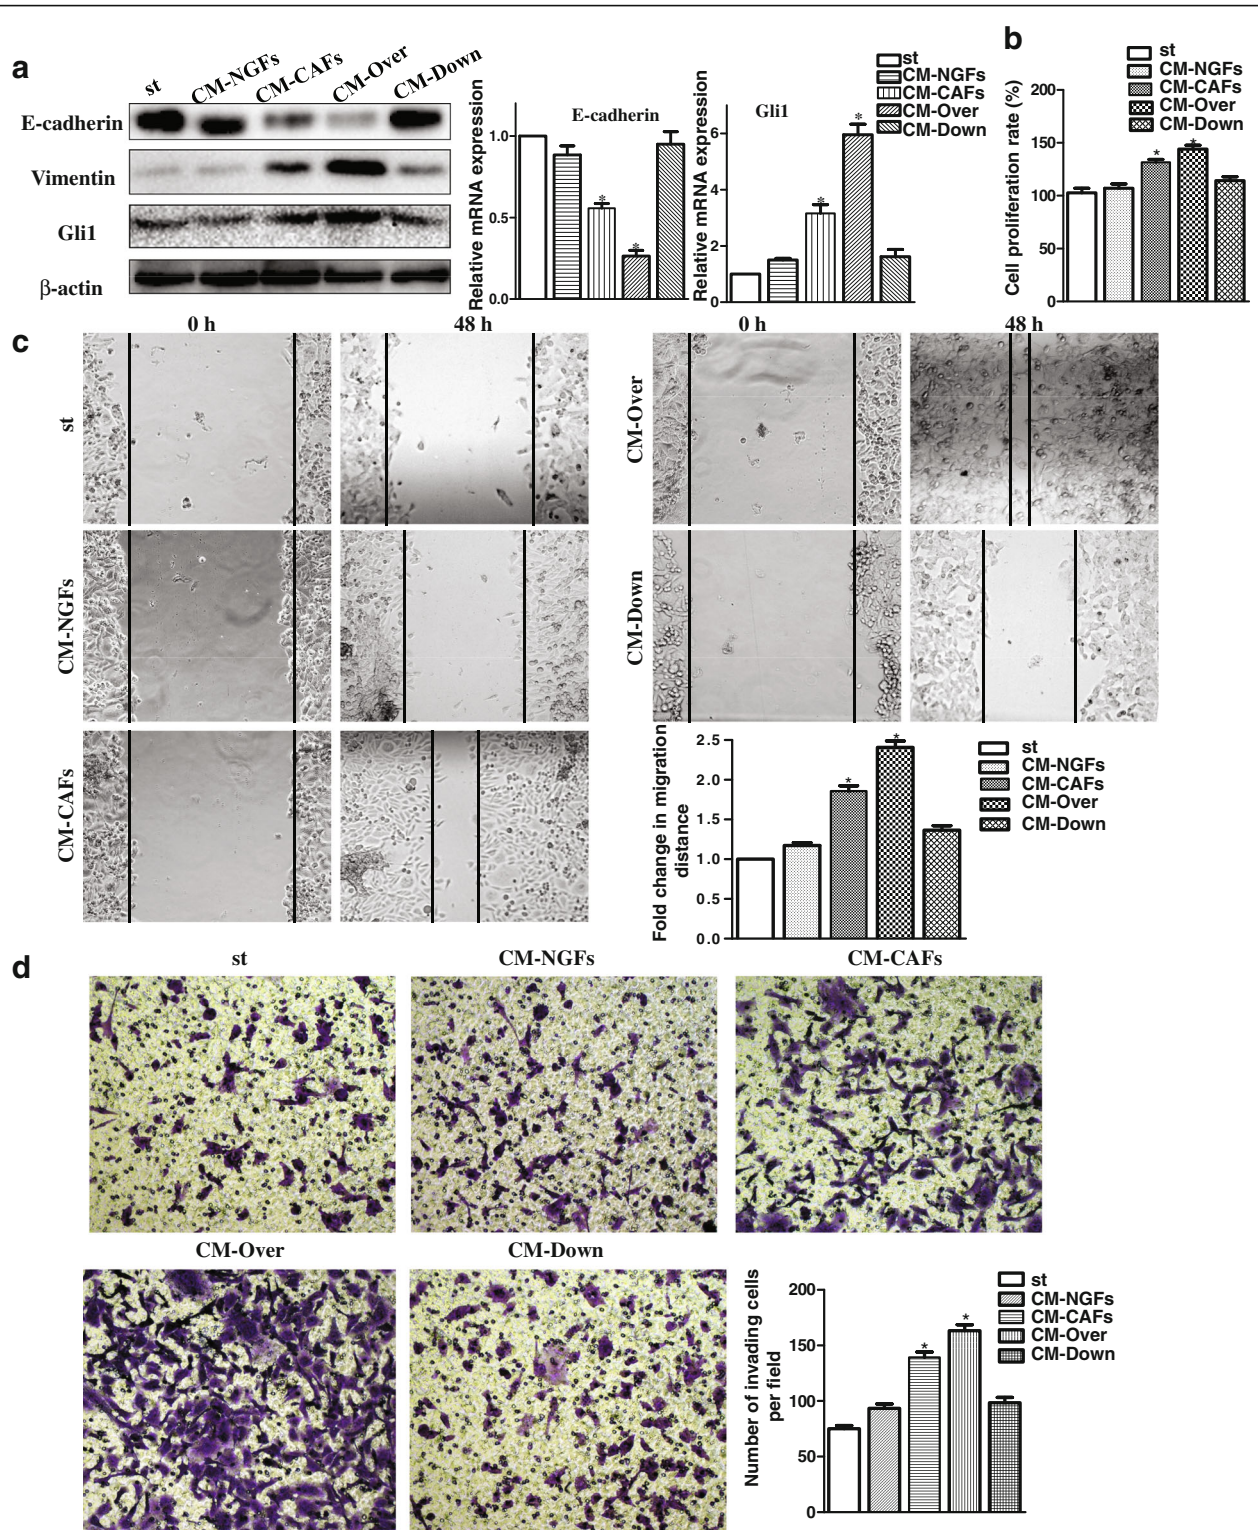 a
st
CM-NGFs
CM-CAFs
CM-Over
CM-Down
E-cadherin
Vimentin
Gli1
β-actin
Relative mRNA expression
1.0
0.5
0.0
E-cadherin
*
*
Relative mRNA expression
6
4
2
0
Gli1
*
*
st
CM-NGFs
CM-CAFs
CM-Over
CM-Down
b
Cell proliferation rate (%)
200
150
100
50
0
*
*
st
CM-NGFs
CM-CAFs
CM-Over
CM-Down
c
0 h
48 h
0 h
48 h
st
CM-NGFs
CM-CAFs
CM-Over
CM-Down
Fold change in migration
distance
2.5
2.0
1.5
1.0
0.5
0.0
*
*
st
CM-NGFs
CM-CAFs
CM-Over
CM-Down
d
st
CM-NGFs
CM-CAFs
CM-Over
CM-Down
Number of invading cells
per field
200
150
100
50
0
*
*
st
CM-NGFs
CM-CAFs
CM-Over
CM-Down